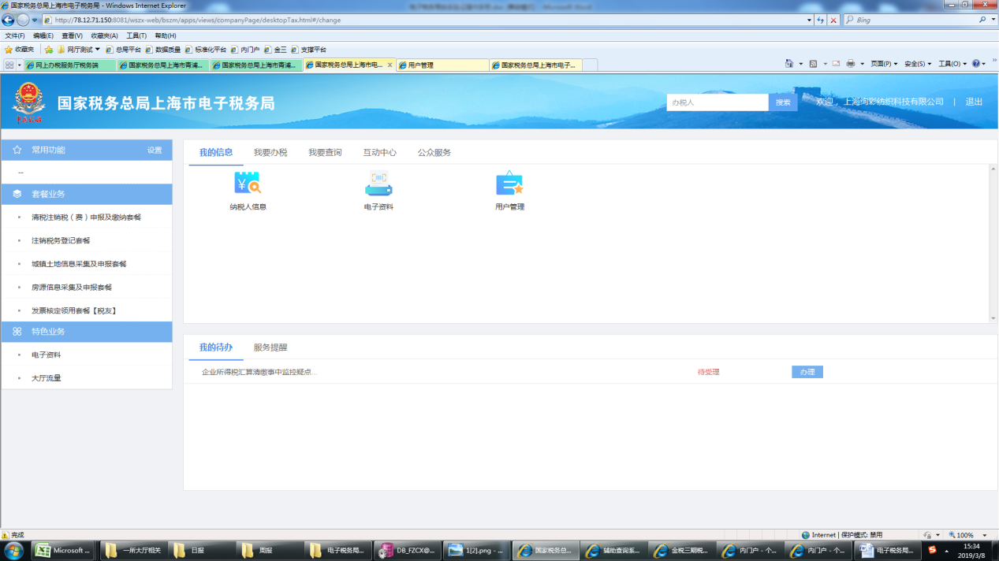 国家税务总局上海市电子税务局 - Windows Internet Explorer
http://78.12.71.150:8081/wszx-web/bszm/apps/views/companyPage/desktopTax.html#/change
Bing
文件(F) 编辑(E) 查看(V) 收藏夹(A) 工具(T) 帮助(H)
收藏夹 网厅测试 总局平台 数据质量 标准化平台 内门户 金三 支撑平台
网上办税服务厅税务端 国家税务总局上海市青浦... 国家税务总局上海市青浦... 国家税务总局上海市电... 用户管理 国家税务总局上海市电子...
页面(P) 安全(S) 工具(O)
国家税务总局上海市电子税务局
办税人 搜索 欢迎，上海绚彩纺织科技有限公司 | 退出
常用功能 设置
--
套餐业务
清税注销税（费）申报及缴纳套餐
注销税务登记套餐
城镇土地信息采集及申报套餐
房源信息采集及申报套餐
发票核定领用套餐【税友】
特色业务
电子资料
大厅流量
我的信息 我要办税 我要查询 互动中心 公众服务
纳税人信息 电子资料 用户管理
我的待办 服务提醒
企业所得税汇算清缴事中监控疑点... 待受理 办理
完成
Internet | 保护模式: 禁用 100%
Microsoft ... 一所大厅相关 日报 周报 电子税务局... DB_FZCX@... 1[2].png - ... 国家税务总... 辅助查询系... 金税三期税... 内门户 - 个... 内门户 - 个... 电子税务局...
15:34
2019/3/8